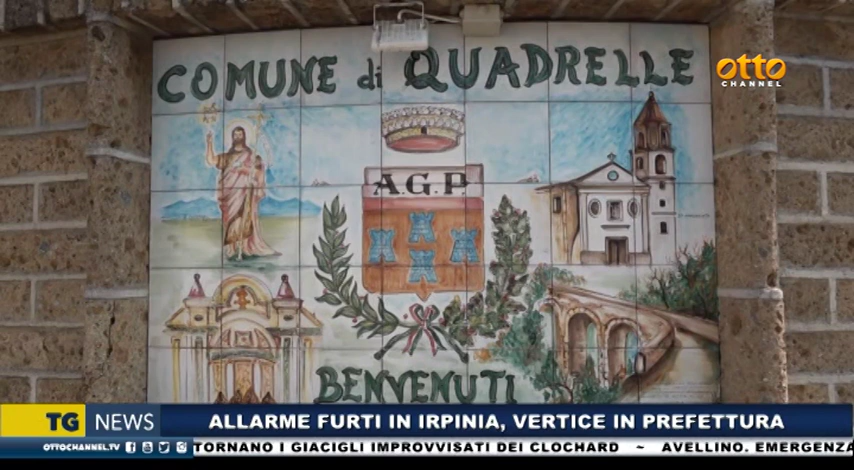 COMUNE di QUADRELLE
otto
CHANNEL
A.G.P.
BENVENUTI
TG NEWS
ALLARME FURTI IN IRPINIA, VERTICE IN PREFETTURA
OTTOCHANNEL.TV
TORNANO I GIACIGLI IMPROVVISATI DEI CLOCHARD ~ AVELLINO. EMERGENZA